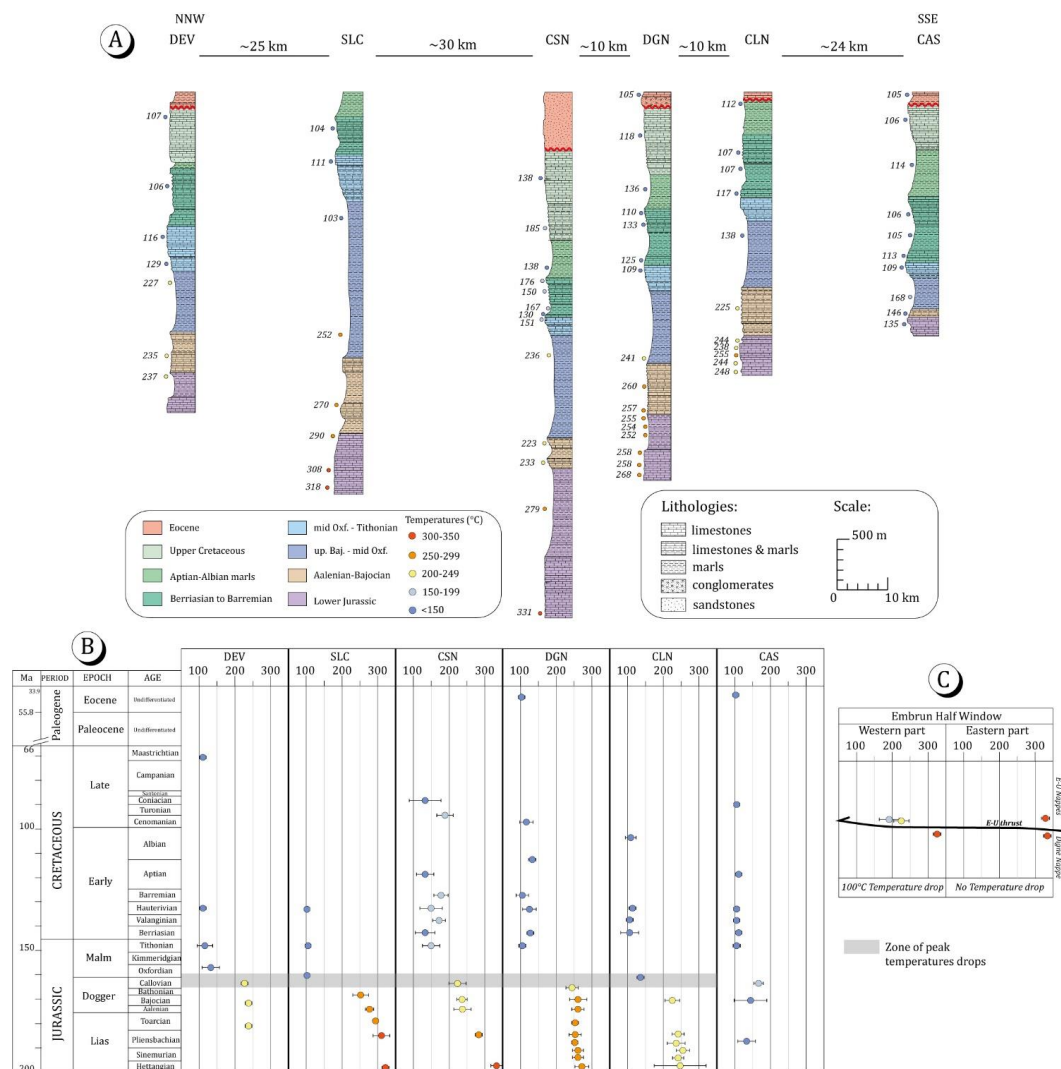 A
NNW
DEV
~25 km
SLC
~30 km
CSN
~10 km
DGN
~10 km
CLN
~24 km
SSE
CAS
107
106
116
129
227
235
237
104
111
103
252
270
290
308
318
138
185
138
176
150
167
130
151
236
223
233
279
331
105
118
136
110
133
125
109
241
260
257
255
254
252
258
258
268
112
107
107
117
138
225
244
238
255
244
248
105
106
114
106
105
113
109
168
146
135
Eocene
Upper Cretaceous
Aptian-Albian marls
Berriasian to Barremian
mid Oxf. - Tithonian
up. Baj. - mid Oxf.
Aalenian-Bajocian
Lower Jurassic
Temperatures (°C)
300-350
250-299
200-249
150-199
<150
Lithologies:
limestones
limestones & marls
marls
conglomerates
sandstones
Scale:
500 m
0 10 km
B
DEV SLC CSN DGN CLN CAS
100 200 300 100 200 300 100 200 300 100 200 300 100 200 300 100 200 300
Ma PERIOD EPOCH AGE
33.9
55.8
66
100
150
200
Paleogene
CRETACEOUS
JURASSIC
Eocene
Paleocene
Late
Early
Malm
Dogger
Lias
Undifferentiated
Undifferentiated
Maastrichtian
Campanian
Santonian
Coniacian
Turonian
Cenomanian
Albian
Aptian
Barremian
Hauterivian
Valanginian
Berriasian
Tithonian
Kimmeridgian
Oxfordian
Callovian
Bathonian
Bajocian
Aalenian
Toarcian
Pliensbachian
Sinemurian
Hettangian
C
Embrun Half Window
Western part Eastern part
100 200 300 100 200 300
E-U Nappes
E-U thrust
Digne Nappe
100°C Temperature drop No Temperature drop
Zone of peak
temperatures drops